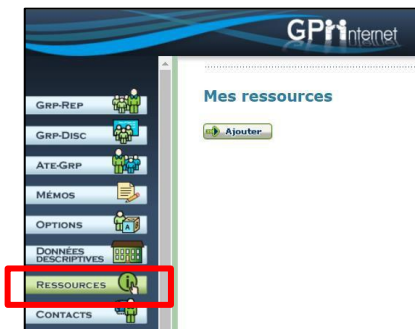 GPInternet
Mes ressources
Ajouter
GRP-REP
GRP-DISC
ATE-GRP
MÉMOS
OPTIONS
DONNÉES
DESCRIPTIVES
RESSOURCES
CONTACTS